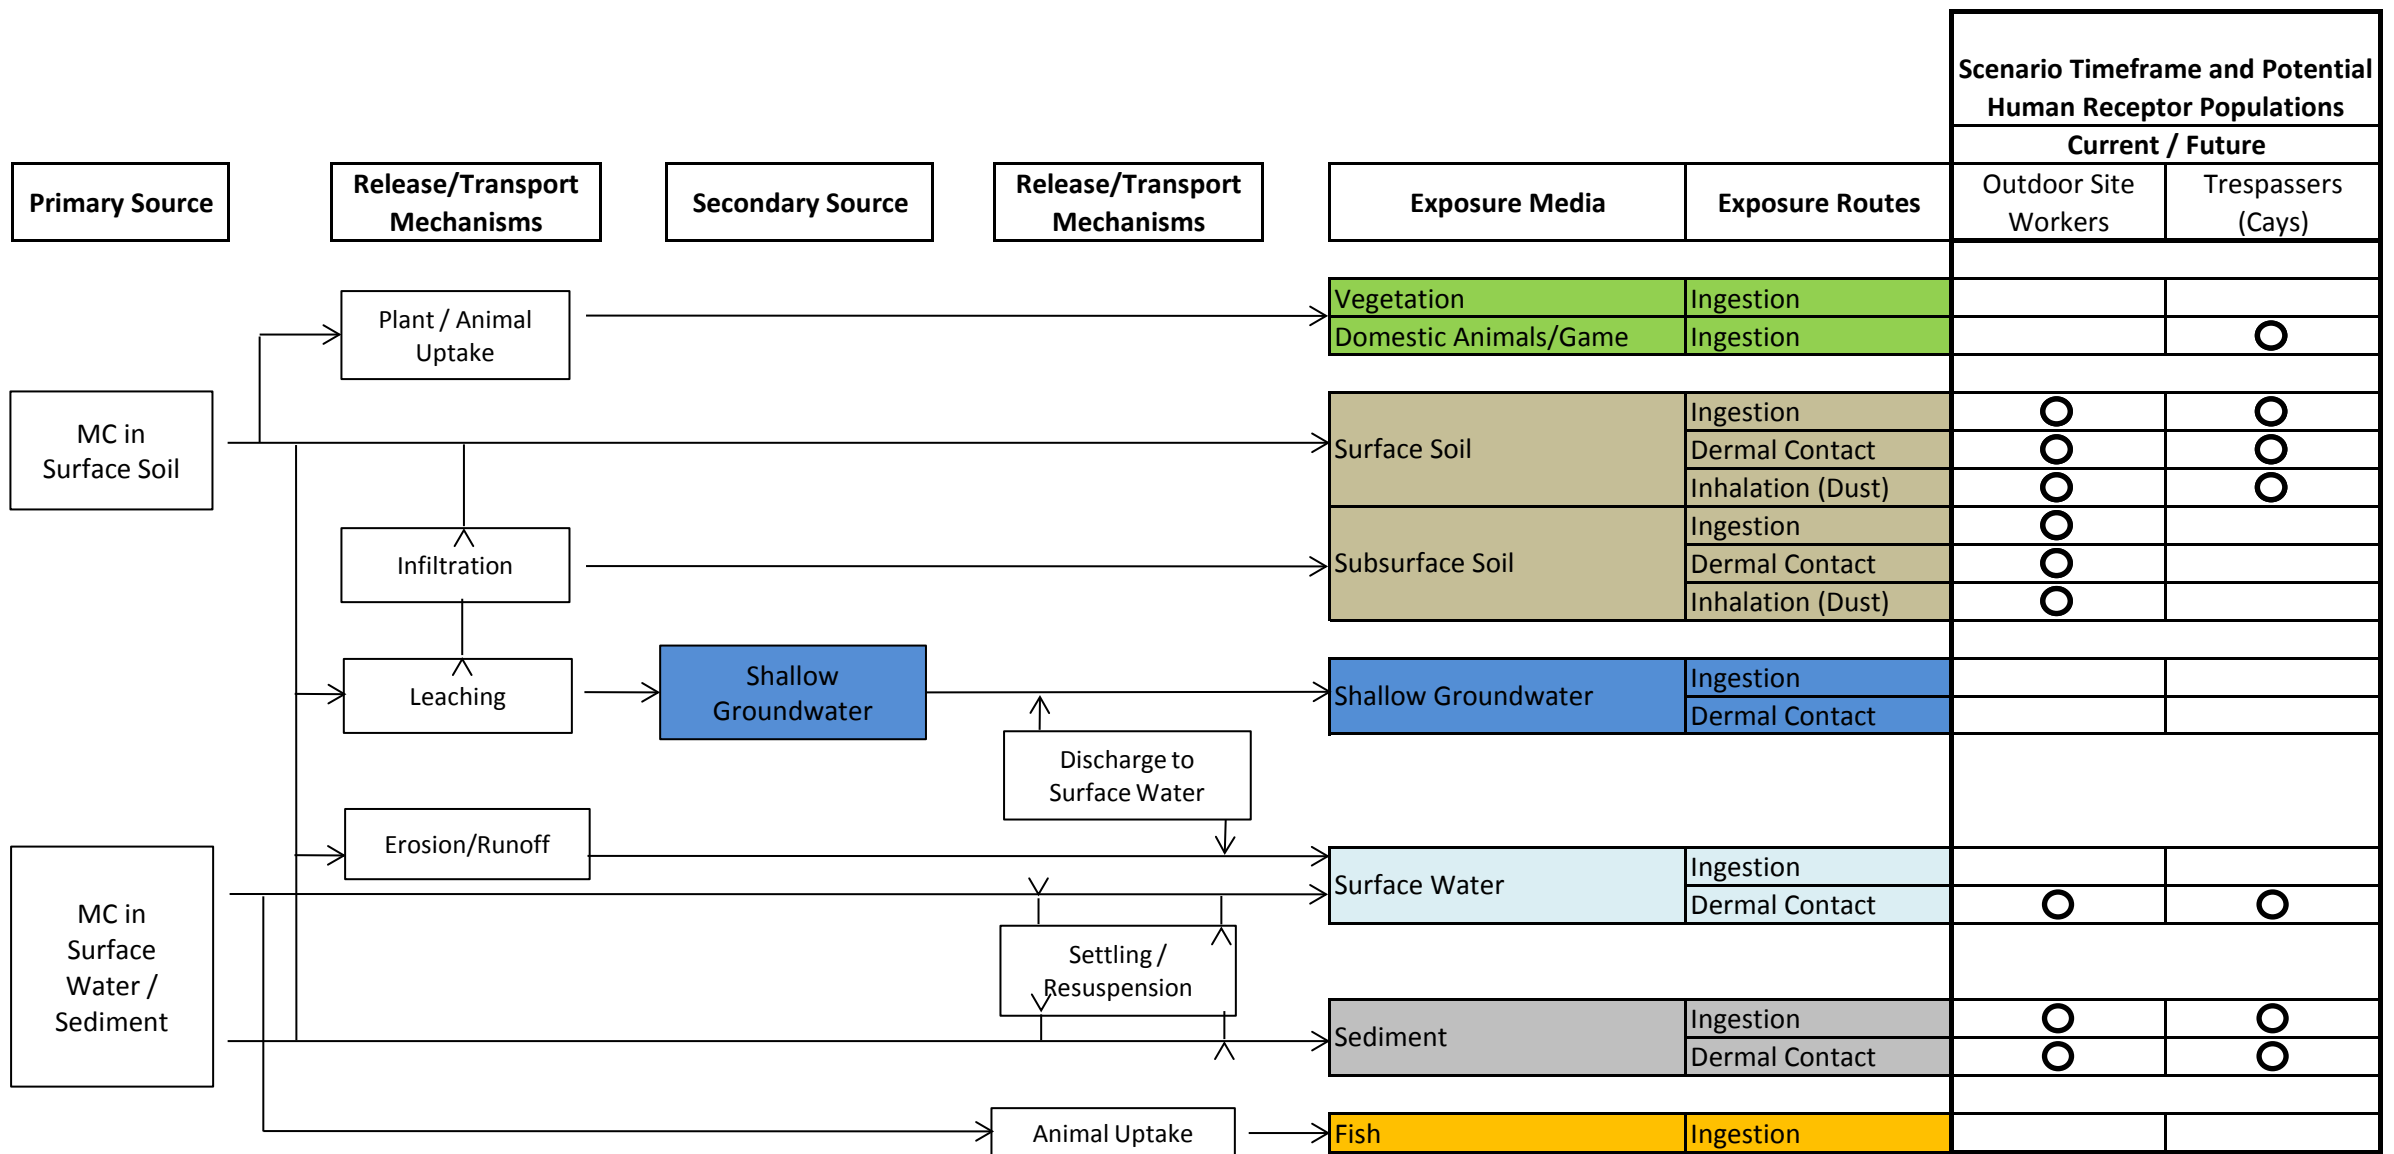 Scenario Timeframe and Potential
Human Receptor Populations
Current / Future
Primary Source
Release/Transport
Mechanisms
Secondary Source
Release/Transport
Mechanisms
Exposure Media
Exposure Routes
Outdoor Site
Workers
Trespassers
(Cays)
Plant / Animal
Uptake
Vegetation
Ingestion
Domestic Animals/Game
Ingestion
MC in
Surface Soil
Surface Soil
Ingestion
Dermal Contact
Inhalation (Dust)
Infiltration
Subsurface Soil
Ingestion
Dermal Contact
Inhalation (Dust)
Leaching
Shallow
Groundwater
Shallow Groundwater
Ingestion
Dermal Contact
Discharge to
Surface Water
Erosion/Runoff
MC in
Surface
Water /
Sediment
Surface Water
Ingestion
Dermal Contact
Settling /
Resuspension
Sediment
Ingestion
Dermal Contact
Animal Uptake
Fish
Ingestion